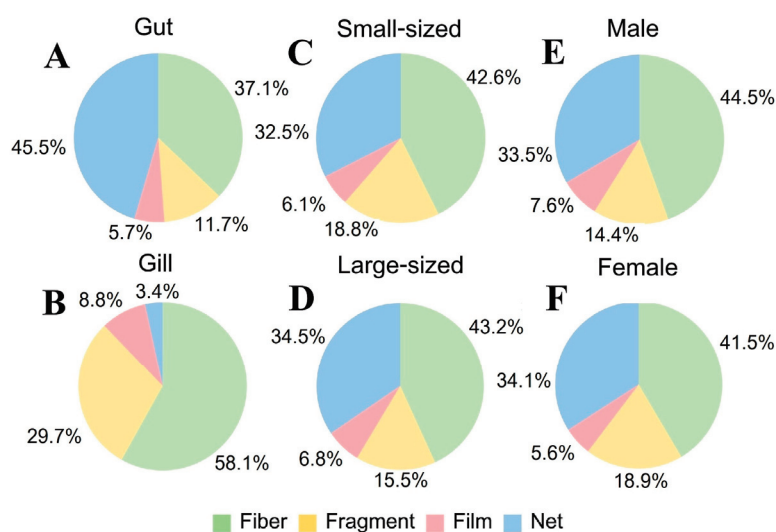 Gut
A
37.1%
45.5%
5.7%
11.7%
Small-sized
C
42.6%
32.5%
6.1%
18.8%
Male
E
44.5%
33.5%
7.6%
14.4%
Gill
B
8.8%
3.4%
29.7%
58.1%
Large-sized
D
34.5%
43.2%
6.8%
15.5%
Female
F
41.5%
34.1%
5.6%
18.9%
Fiber Fragment Film Net